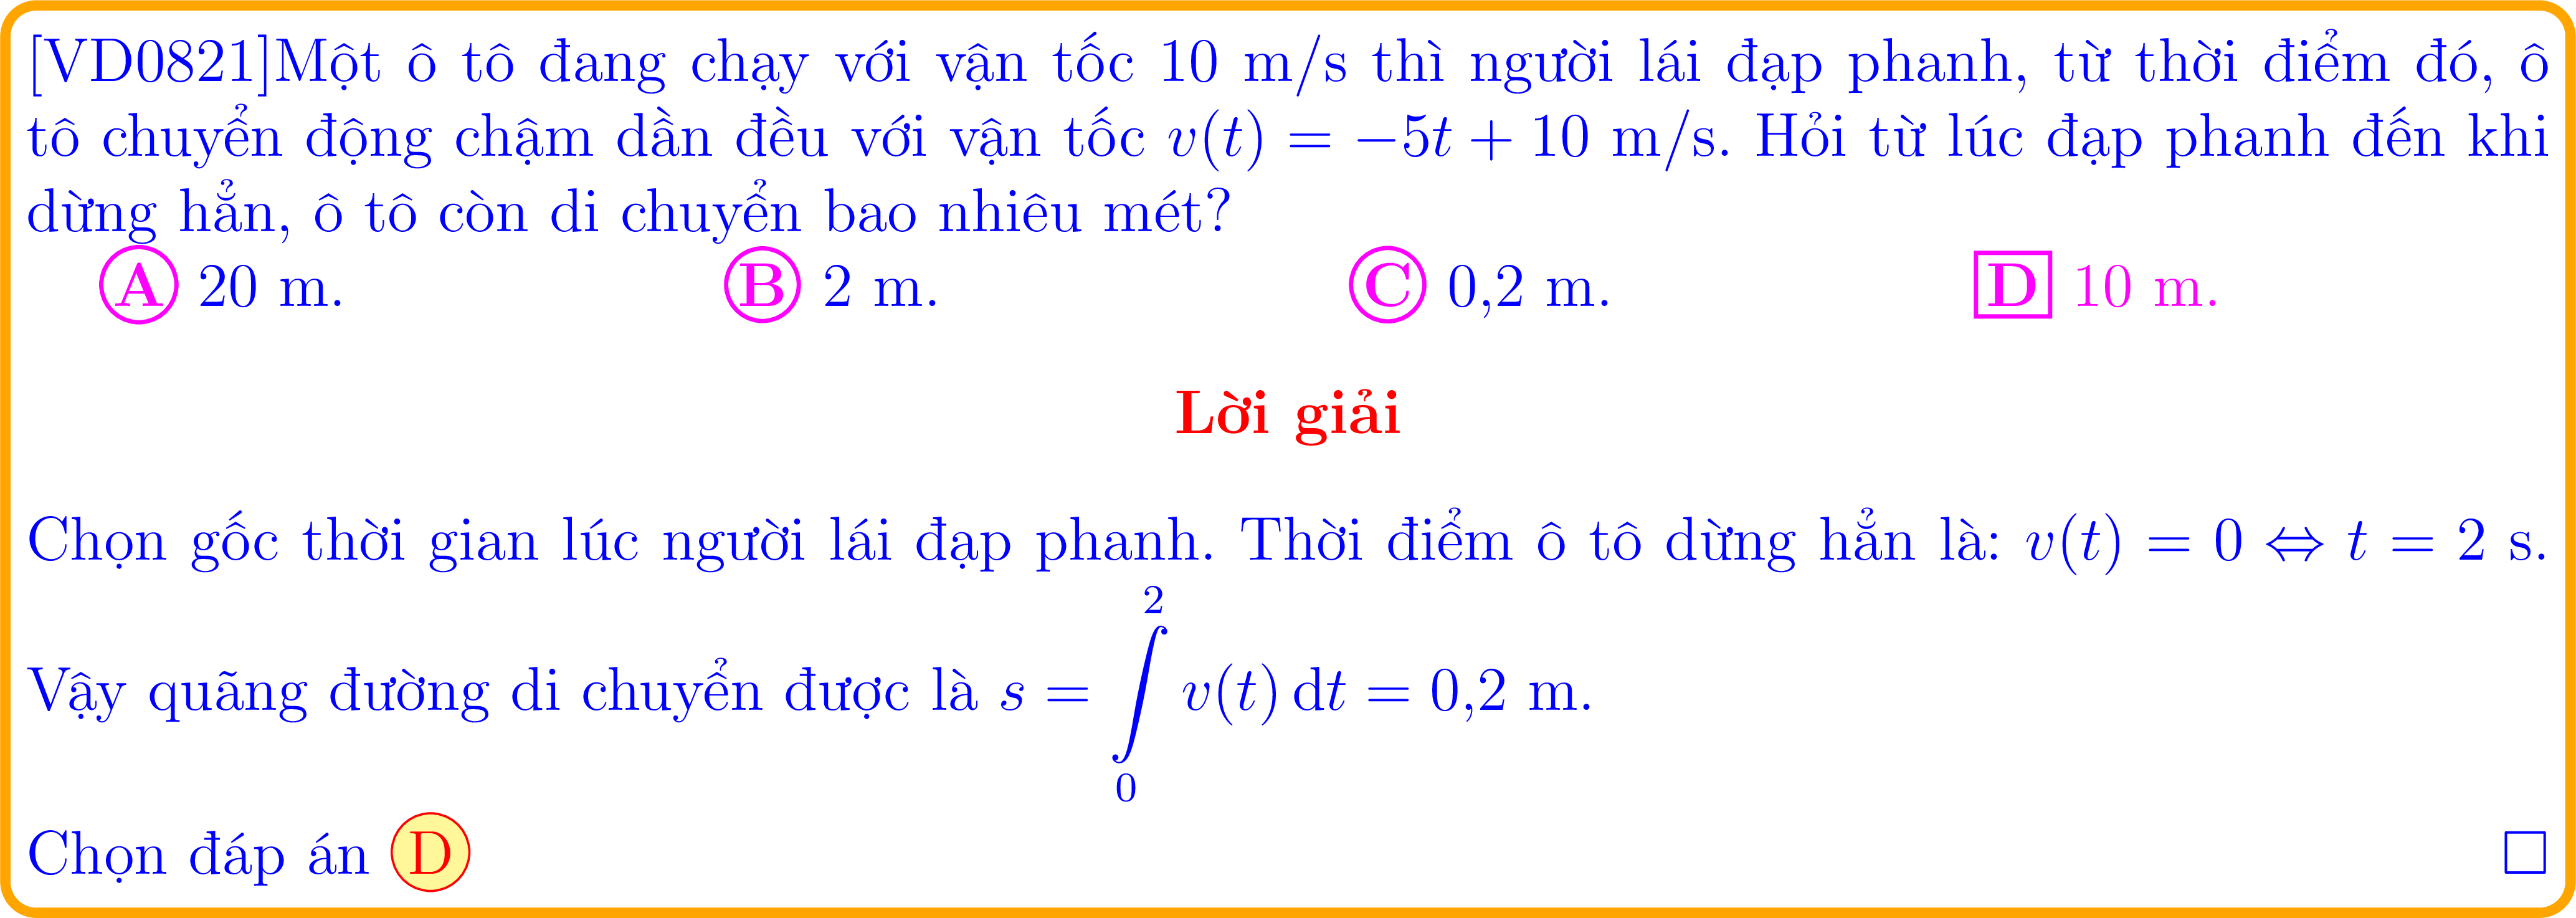 [VD0821]Một ô tô đang chạy với vận tốc 10 m/s thì người lái đạp phanh, từ thời điểm đó, ô
tô chuyển động chậm dần đều với vận tốc v(t) = −5t + 10 m/s. Hỏi từ lúc đạp phanh đến khi
dừng hẳn, ô tô còn di chuyển bao nhiêu mét?
A 20 m. B 2 m. C 0,2 m. D 10 m.
Lời giải
Chọn gốc thời gian lúc người lái đạp phanh. Thời điểm ô tô dừng hẳn là: v(t) = 0 ⇔ t = 2 s.
Vậy quãng đường di chuyển được là s = ∫₀² v(t) dt = 0,2 m.
Chọn đáp án D □